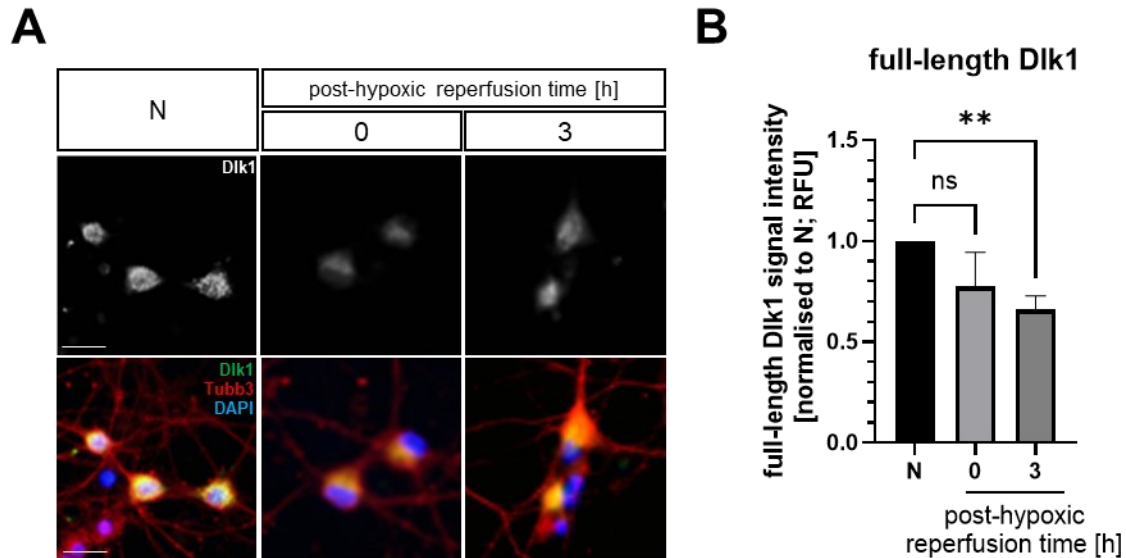 A
N
post-hypoxic reperfusion time [h]
0
3
Dlk1
Dlk1
Tubb3
DAPI
B
full-length Dlk1
full-length Dlk1 signal intensity
[normalised to N; RFU]
1.5
1.0
0.5
0.0
**
ns
N
0
3
post-hypoxic
reperfusion time [h]